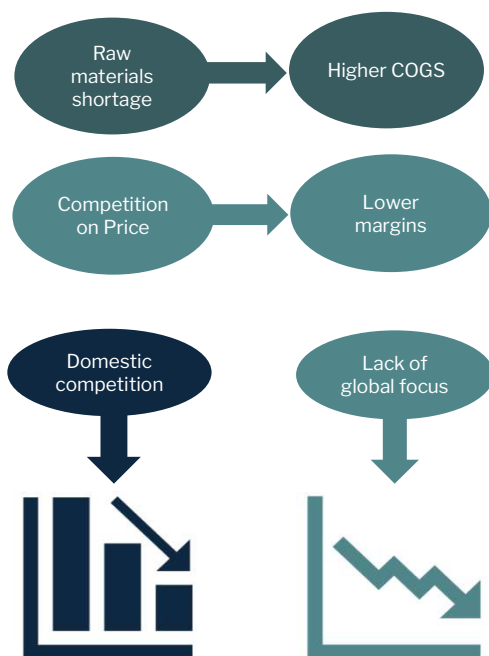 Raw
materials
shortage
Higher COGS
Competition
on Price
Lower
margins
Domestic
competition
Lack of
global focus